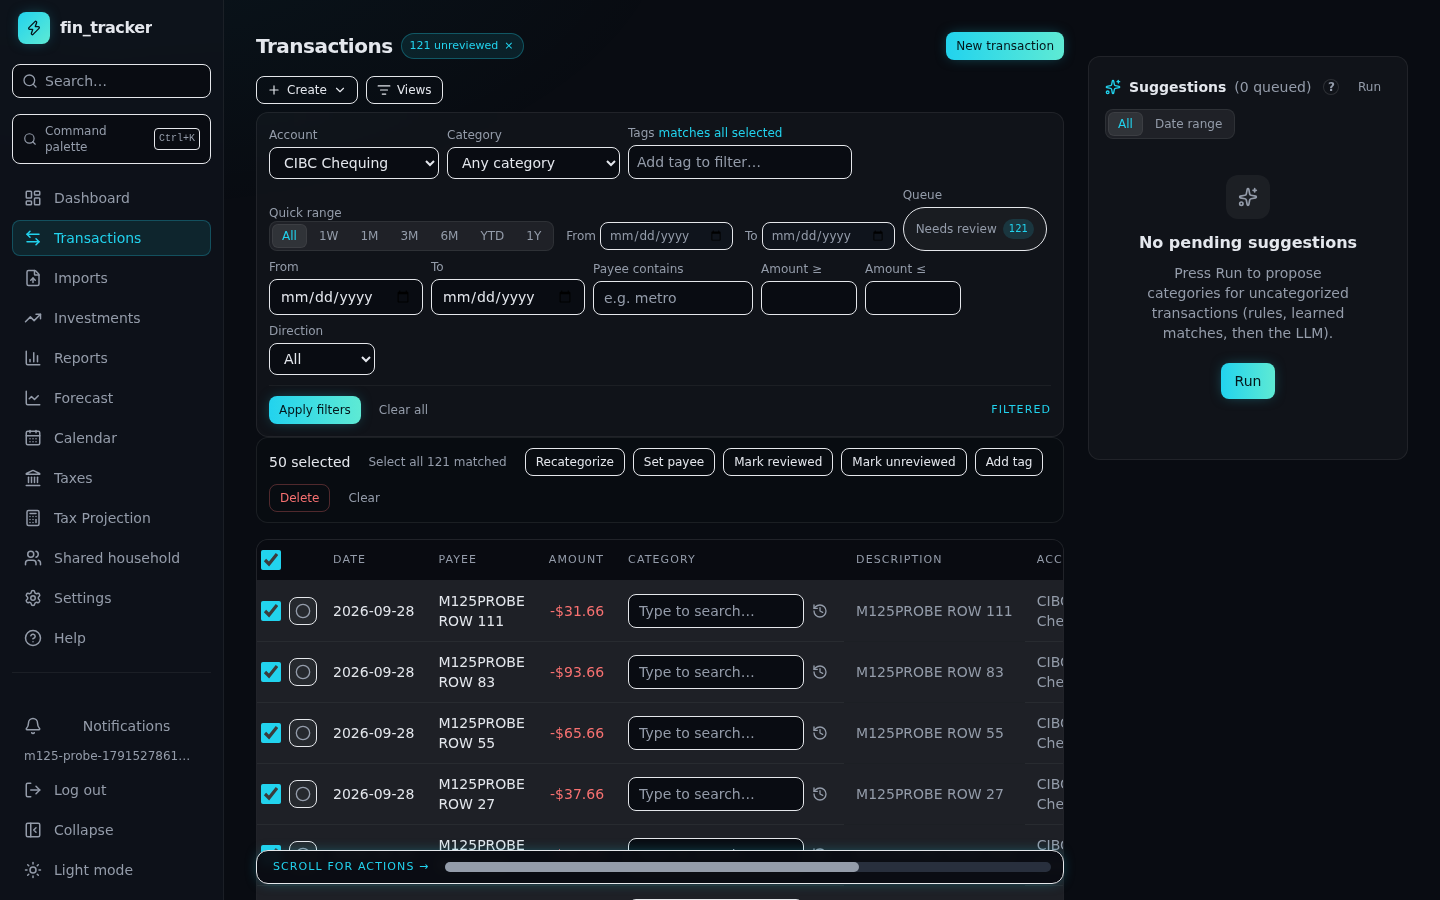 fin_tracker
Search...
Command palette
Ctrl+K
Dashboard
Transactions
Imports
Investments
Reports
Forecast
Calendar
Taxes
Tax Projection
Shared household
Settings
Help
Notifications
m125-probe-1791527861...
Log out
Collapse
Light mode
Transactions
121 unreviewed ×
New transaction
Create
Views
Account
Category
Tags matches all selected
CIBC Chequing
Any category
Add tag to filter...
Quick range
Queue
All 1W 1M 3M 6M YTD 1Y
From mm/dd/yyyy
To mm/dd/yyyy
Needs review 121
From
To
Payee contains
Amount ≥
Amount ≤
mm/dd/yyyy
mm/dd/yyyy
e.g. metro
Direction
All
Apply filters
Clear all
FILTERED
50 selected
Select all 121 matched
Recategorize
Set payee
Mark reviewed
Mark unreviewed
Add tag
Delete
Clear
DATE PAYEE AMOUNT CATEGORY DESCRIPTION ACC
2026-09-28 M125PROBE ROW 111 -$31.66 Type to search... M125PROBE ROW 111 CIBC Che
2026-09-28 M125PROBE ROW 83 -$93.66 Type to search... M125PROBE ROW 83 CIBC Che
2026-09-28 M125PROBE ROW 55 -$65.66 Type to search... M125PROBE ROW 55 CIBC Che
2026-09-28 M125PROBE ROW 27 -$37.66 Type to search... M125PROBE ROW 27 CIBC Che
M125PROBE CIBC
SCROLL FOR ACTIONS →
Suggestions (0 queued) ? Run
All Date range
No pending suggestions
Press Run to propose
categories for uncategorized
transactions (rules, learned
matches, then the LLM).
Run